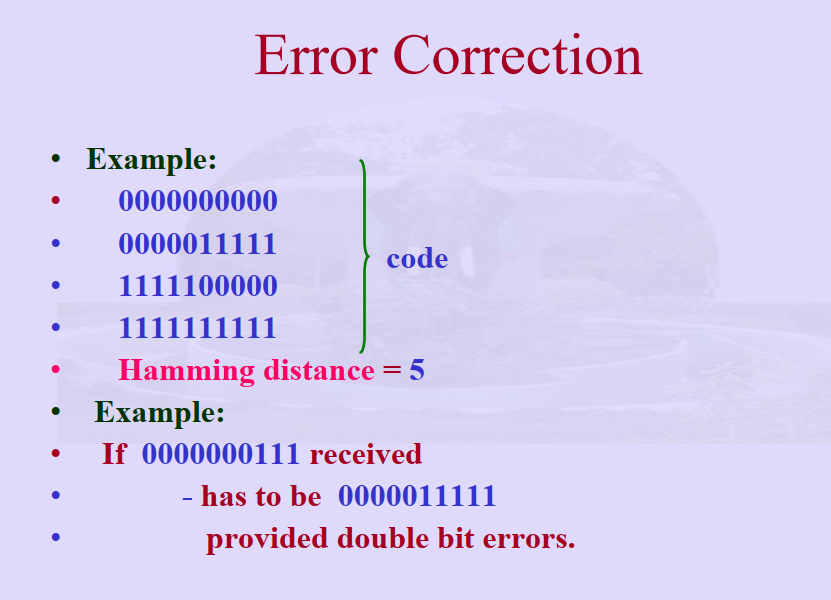 Error Correction
• Example:
• 0000000000
• 0000011111
code
• 1111100000
• 1111111111
• Hamming distance = 5
• Example:
• If 0000000111 received
• - has to be 0000011111
• provided double bit errors.